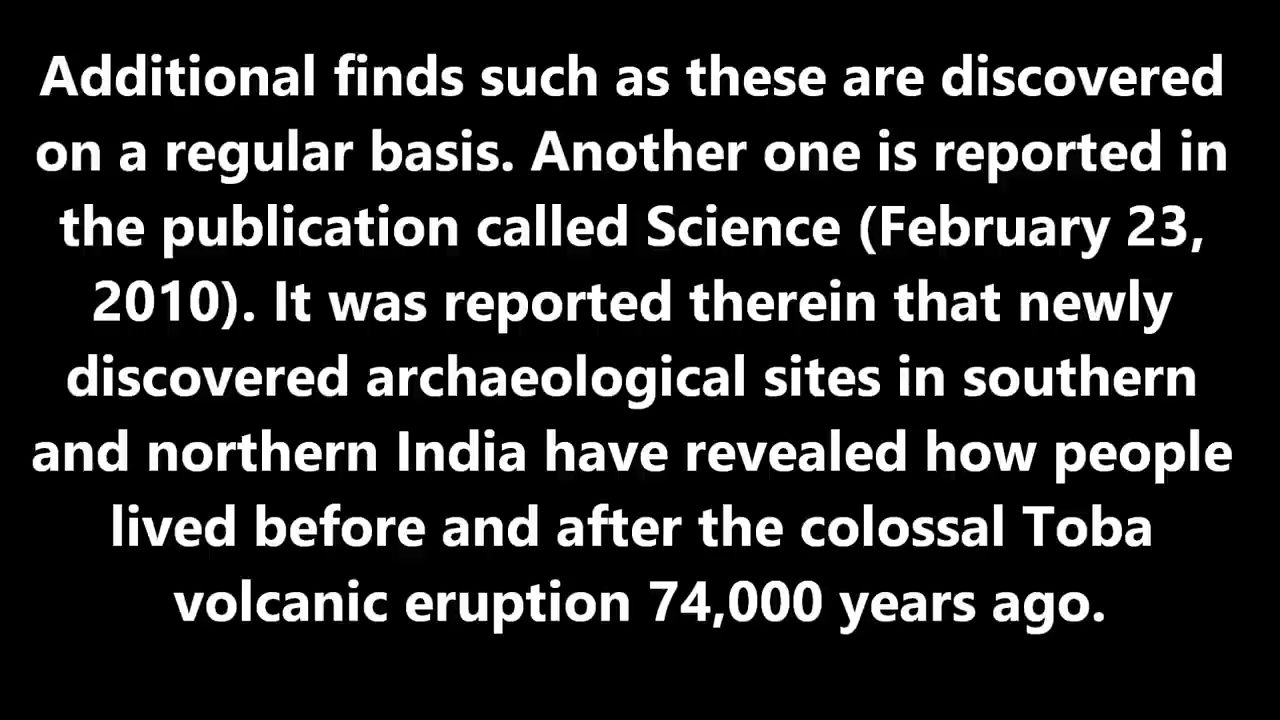 Additional finds such as these are discovered
on a regular basis. Another one is reported in
the publication called Science (February 23,
2010). It was reported therein that newly
discovered archaeological sites in southern
and northern India have revealed how people
lived before and after the colossal Toba
volcanic eruption 74,000 years ago.